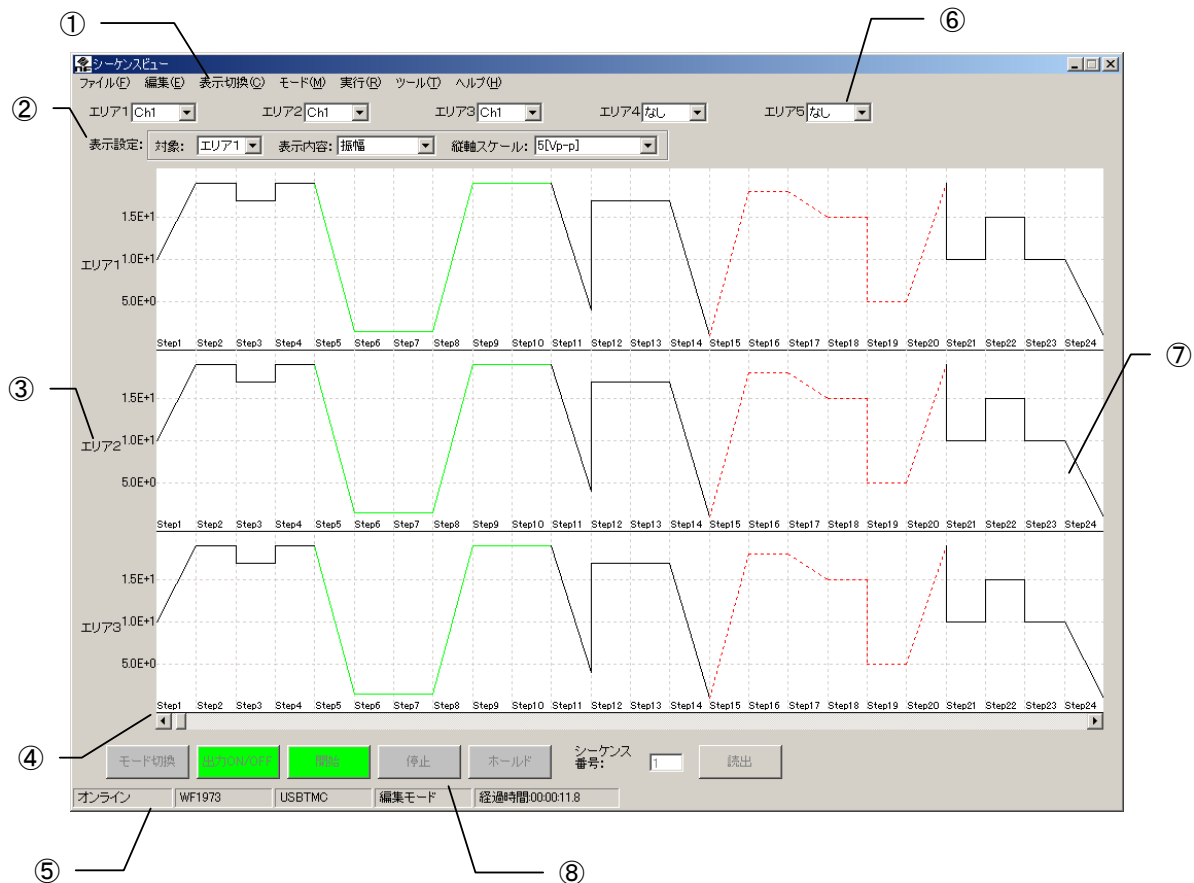 ① ⑥
シーケンスビュー
ファイル(F) 編集(E) 表示切換(C) モード(M) 実行(R) ツール(T) ヘルプ(H)
② エリア1 Ch1 エリア2 Ch1 エリア3 Ch1 エリア4 なし エリア5 なし
表示設定: 対象: エリア1 表示内容: 振幅 縦軸スケール: 5[Vp-p]
1.5E+1
エリア1 1.0E+1
5.0E+0
Step1 Step2 Step3 Step4 Step5 Step6 Step7 Step8 Step9 Step10 Step11 Step12 Step13 Step14 Step15 Step16 Step17 Step18 Step19 Step20 Step21 Step22 Step23 Step24
⑦
③ 1.5E+1
エリア2 1.0E+1
5.0E+0
Step1 Step2 Step3 Step4 Step5 Step6 Step7 Step8 Step9 Step10 Step11 Step12 Step13 Step14 Step15 Step16 Step17 Step18 Step19 Step20 Step21 Step22 Step23 Step24
1.5E+1
エリア3 1.0E+1
5.0E+0
Step1 Step2 Step3 Step4 Step5 Step6 Step7 Step8 Step9 Step10 Step11 Step12 Step13 Step14 Step15 Step16 Step17 Step18 Step19 Step20 Step21 Step22 Step23 Step24
④ モード切換 出力ON/OFF 開始 停止 ホールド シーケンス
番号: 1 読出
オンライン WF1973 USBTMC 編集モード 経過時間:00:00:11.8
⑤ ⑧